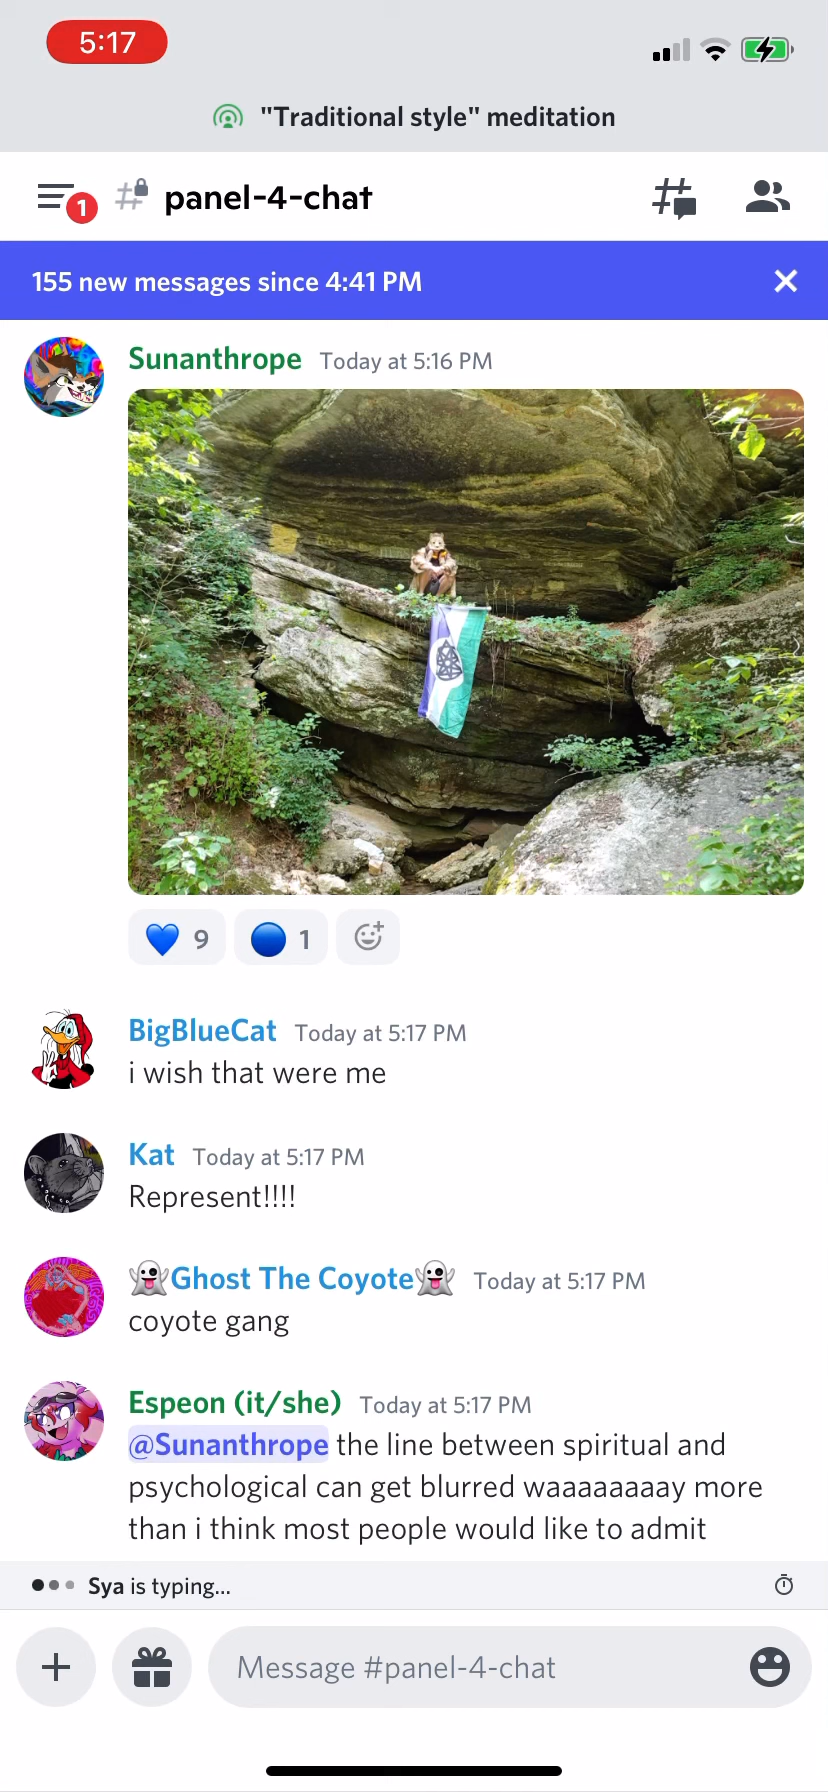 5:17
"Traditional style" meditation
1
panel-4-chat
155 new messages since 4:41 PM
Sunanthrope Today at 5:16 PM
💙 9 🔵 1
BigBlueCat Today at 5:17 PM
i wish that were me
Kat Today at 5:17 PM
Represent!!!!
👻Ghost The Coyote👻 Today at 5:17 PM
coyote gang
Espeon (it/she) Today at 5:17 PM
@Sunanthrope the line between spiritual and
psychological can get blurred waaaaaaaay more
than i think most people would like to admit
Sya is typing...
Message #panel-4-chat